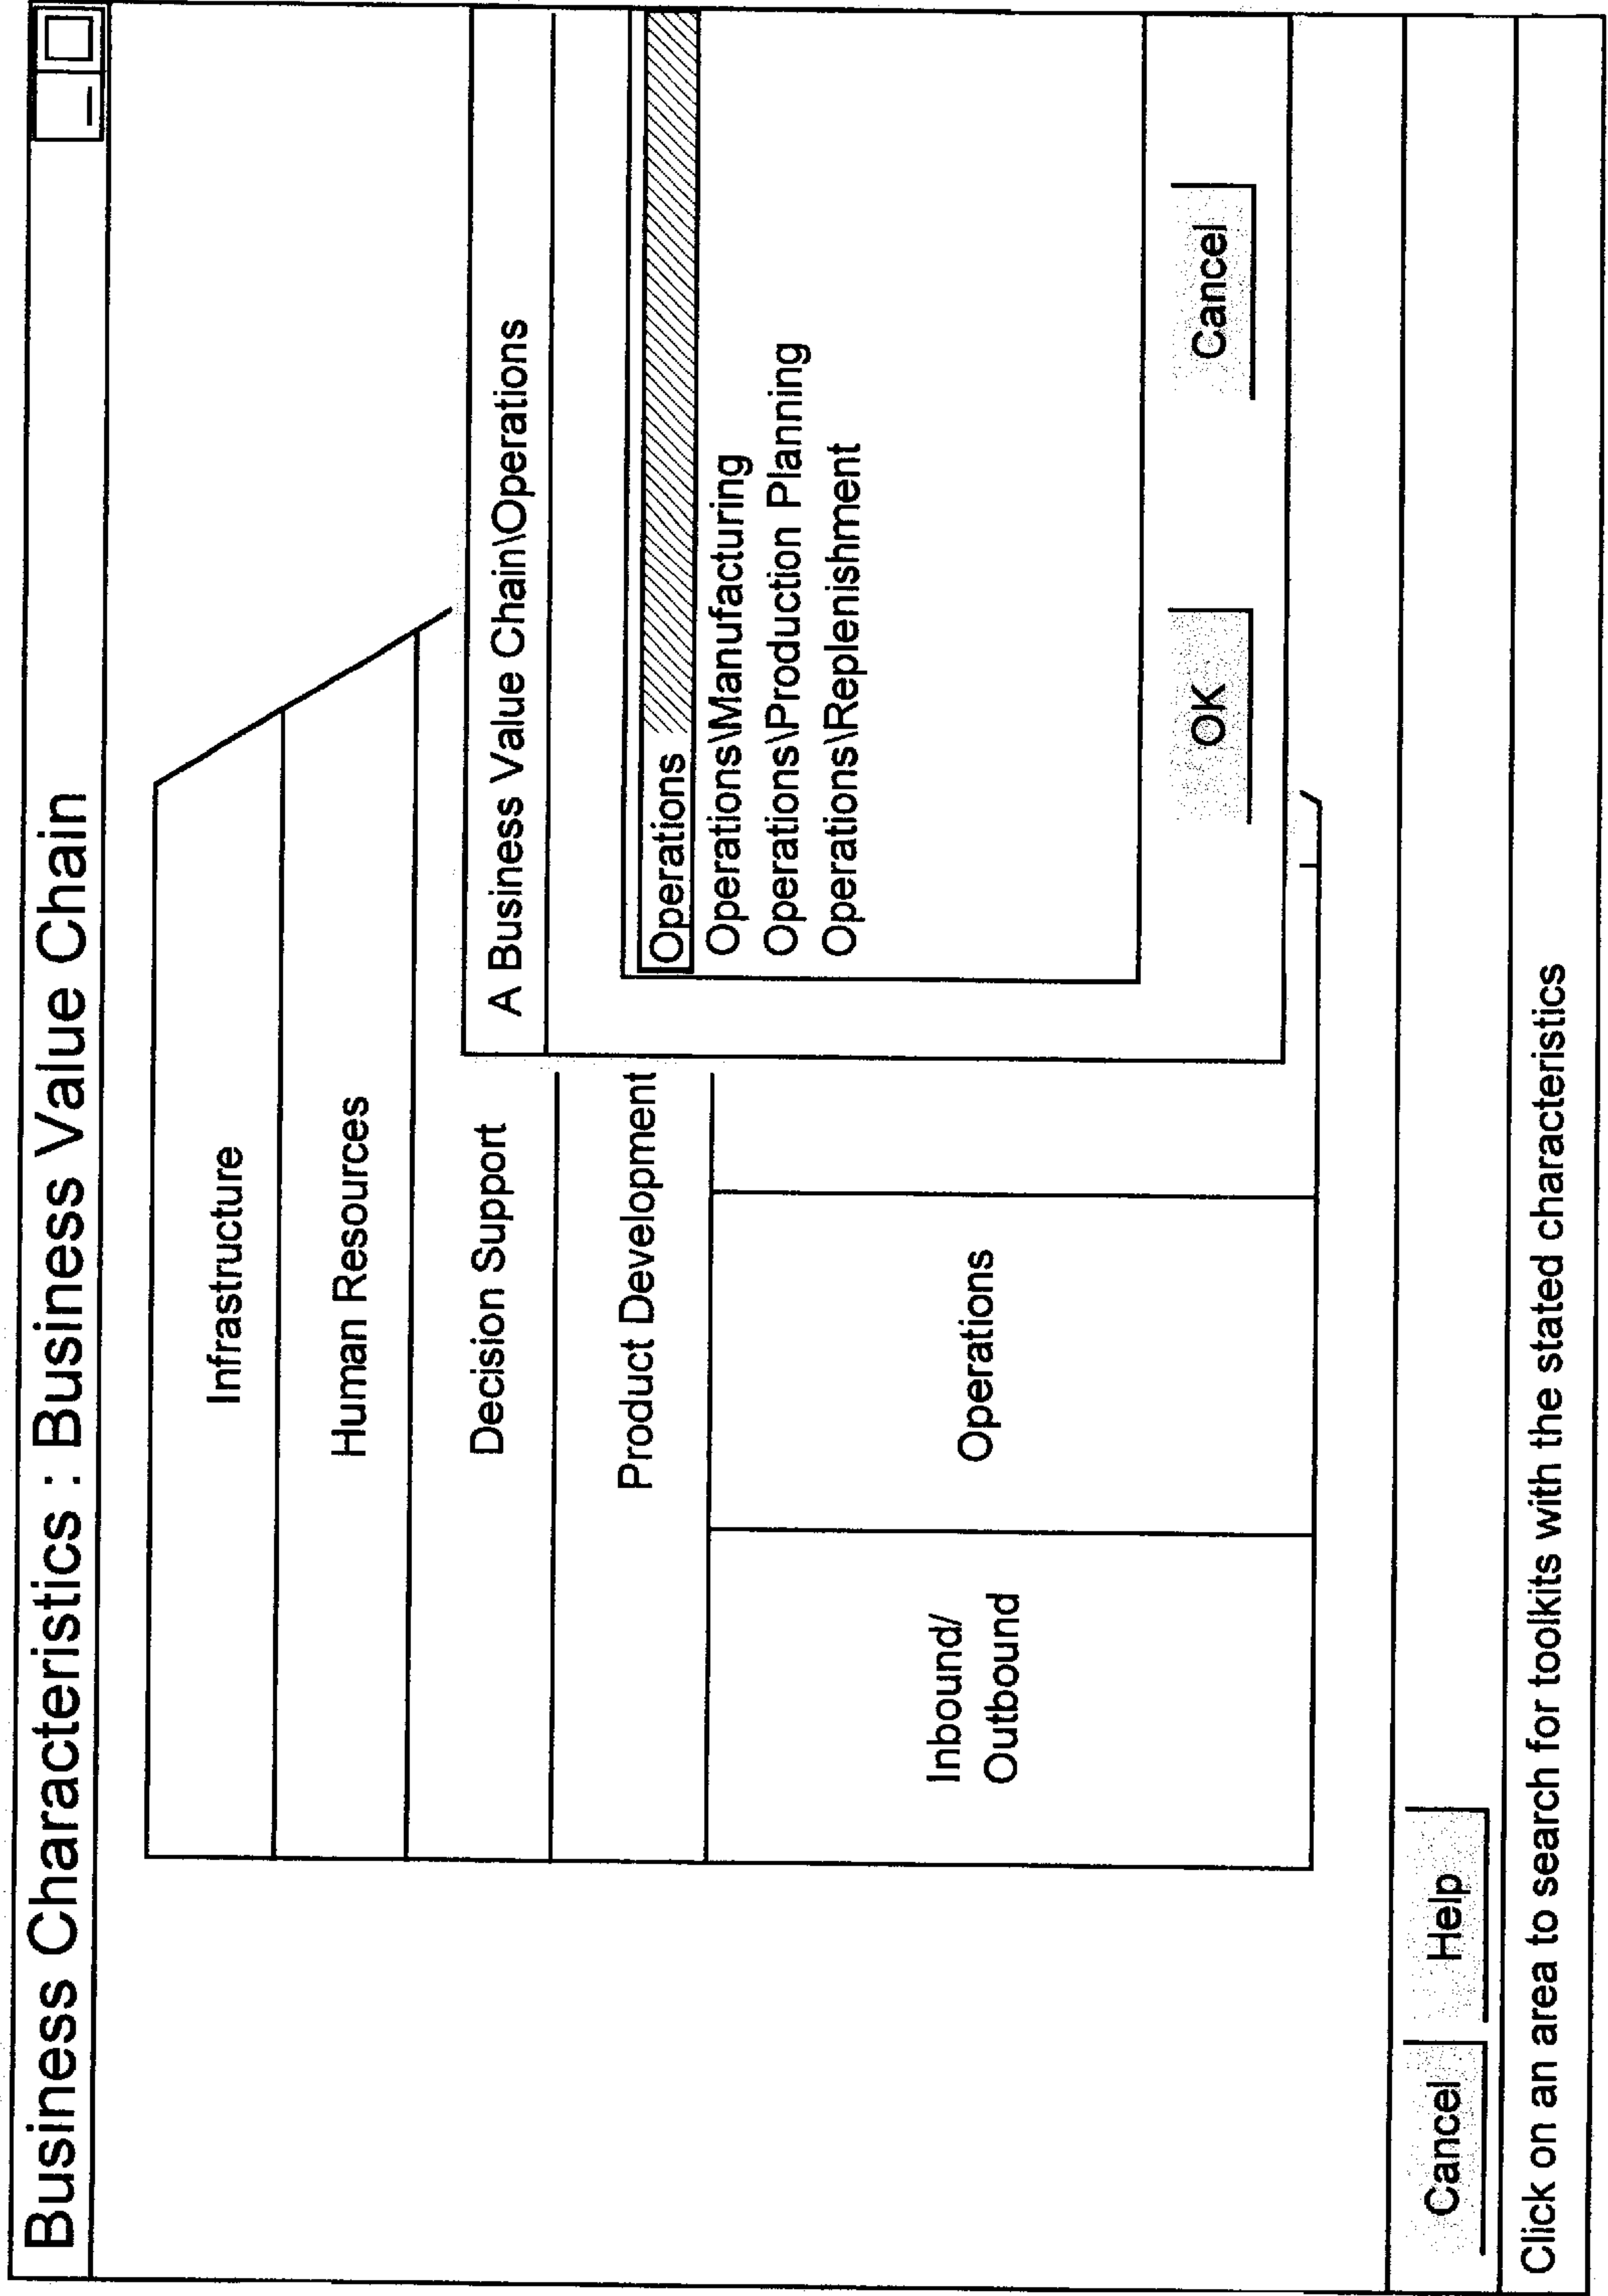 Business Characteristics : Business Value Chain
Infrastructure
Human Resources
Decision Support
Product Development
Inbound/
Outbound
Operations
A Business Value Chain\Operations
Operations
Operations\Manufacturing
Operations\Production Planning
Operations\Replenishment
OK
Cancel
Cancel
Help
Click on an area to search for toolkits with the stated characteristics